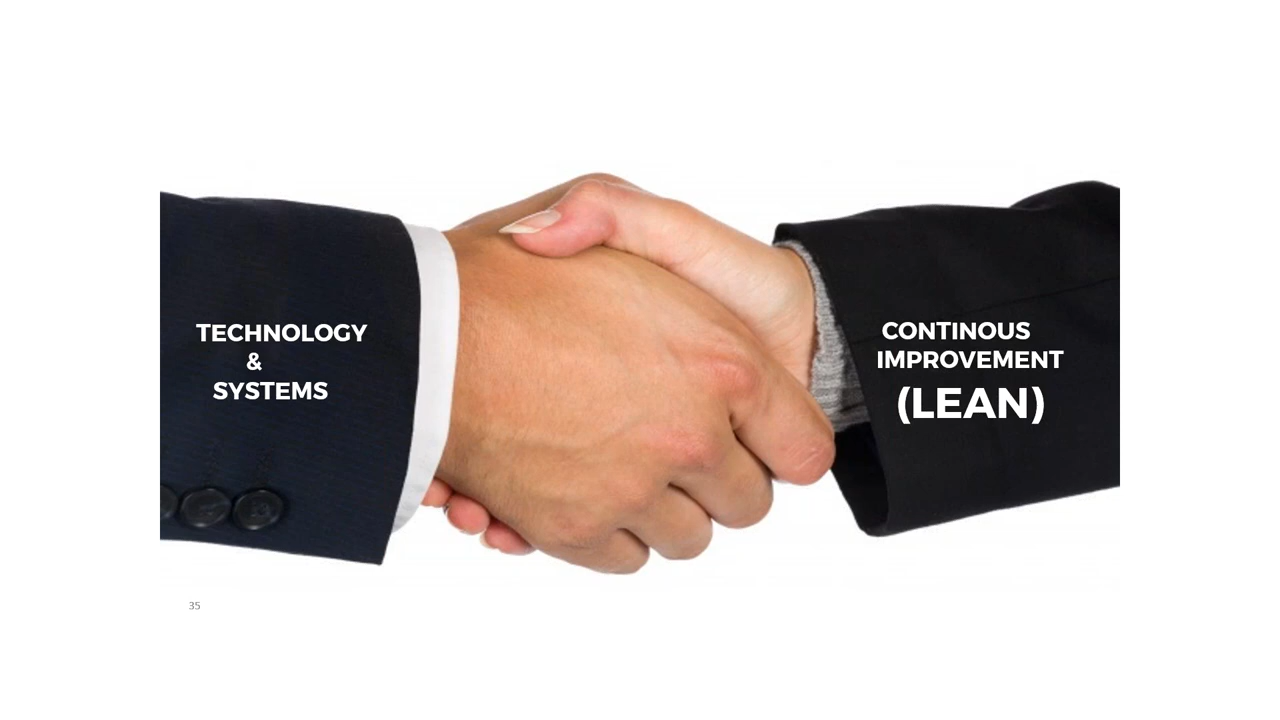 TECHNOLOGY
&
SYSTEMS
CONTINOUS
IMPROVEMENT
(LEAN)
35